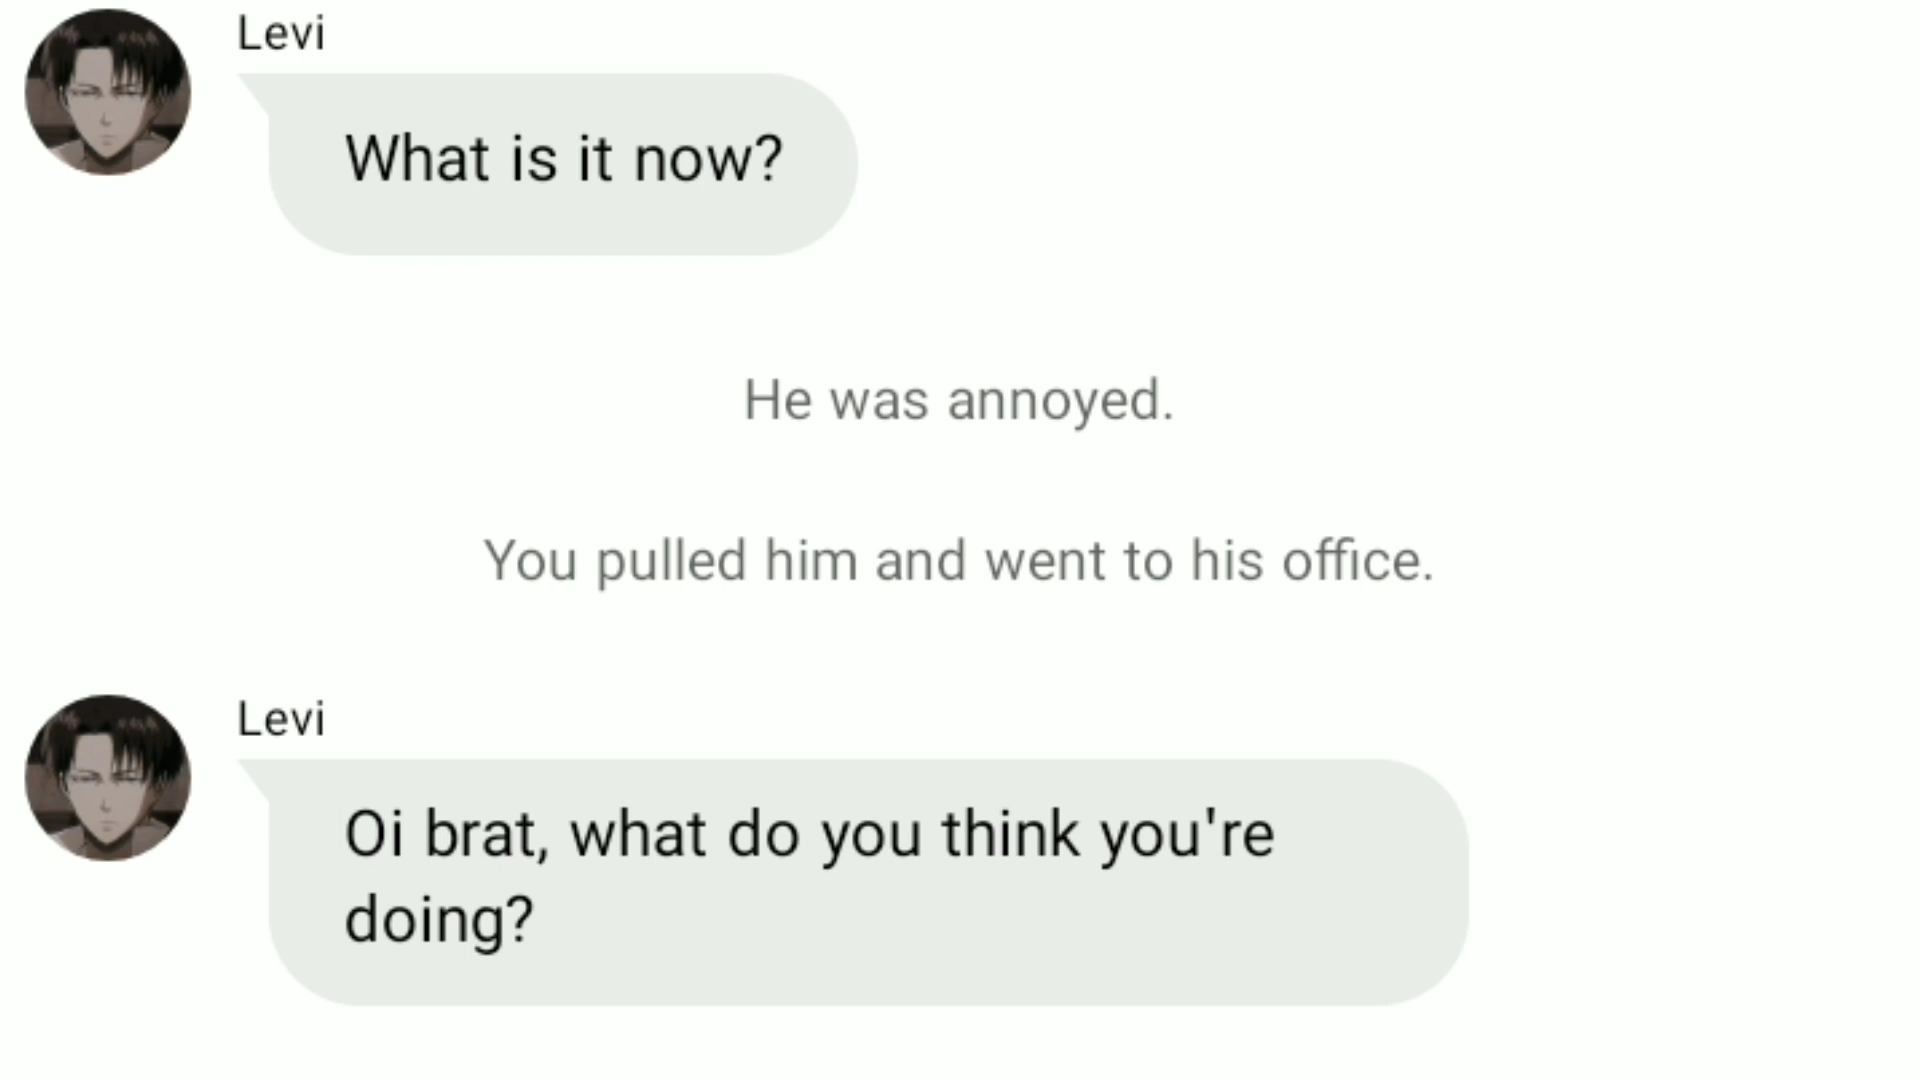 Levi
What is it now?
He was annoyed.
You pulled him and went to his office.
Levi
Oi brat, what do you think you're
doing?